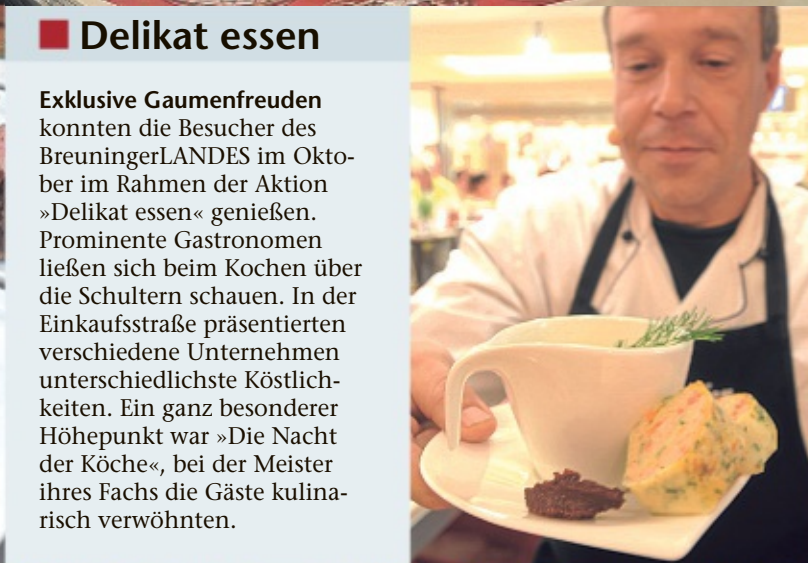 Delikat essen
Exklusive Gaumenfreuden
konnten die Besucher des
BreuningerLANDES im Okto-
ber im Rahmen der Aktion
»Delikat essen« genießen.
Prominente Gastronomen
ließen sich beim Kochen über
die Schultern schauen. In der
Einkaufsstraße präsentierten
verschiedene Unternehmen
unterschiedlichste Köstlich-
keiten. Ein ganz besonderer
Höhepunkt war »Die Nacht
der Köche«, bei der Meister
ihres Fachs die Gäste kulina-
risch verwöhnten.